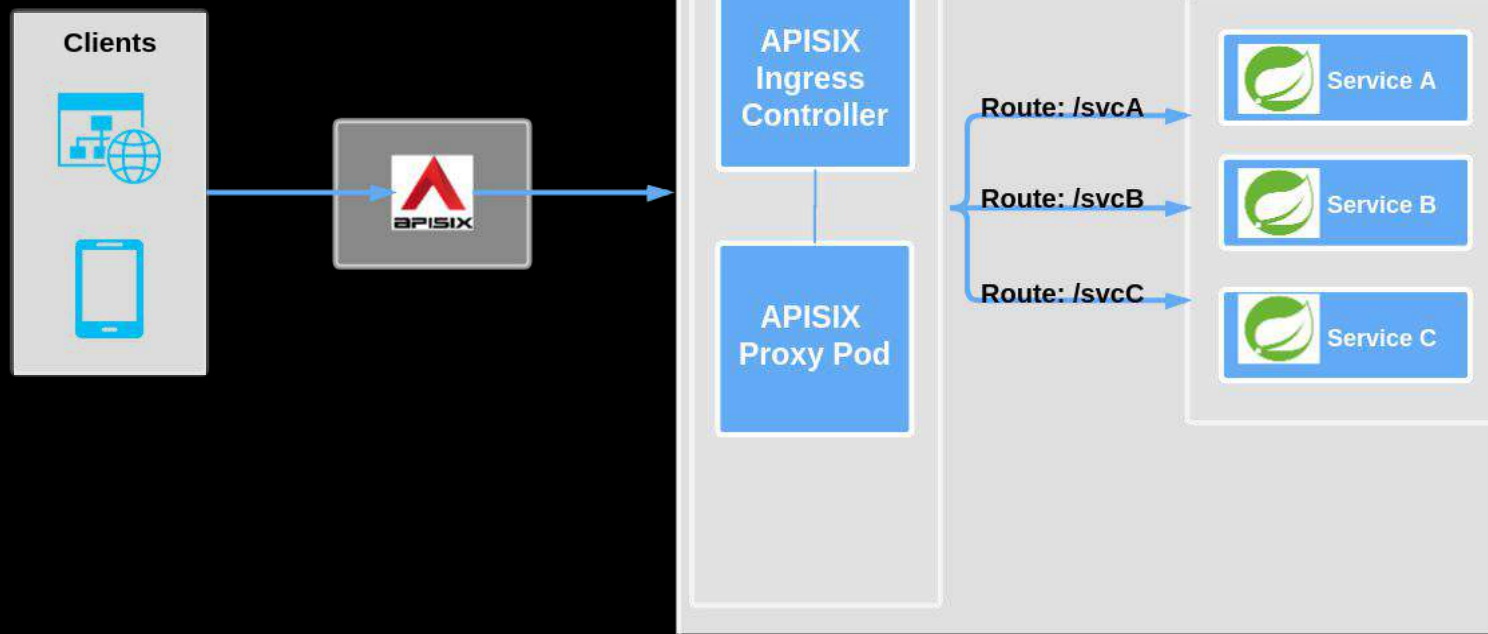 Clients
APISIX
APISIX
Ingress
Controller
APISIX
Proxy Pod
Route: /svcA
Route: /svcB
Route: /svcC
Service A
Service B
Service C